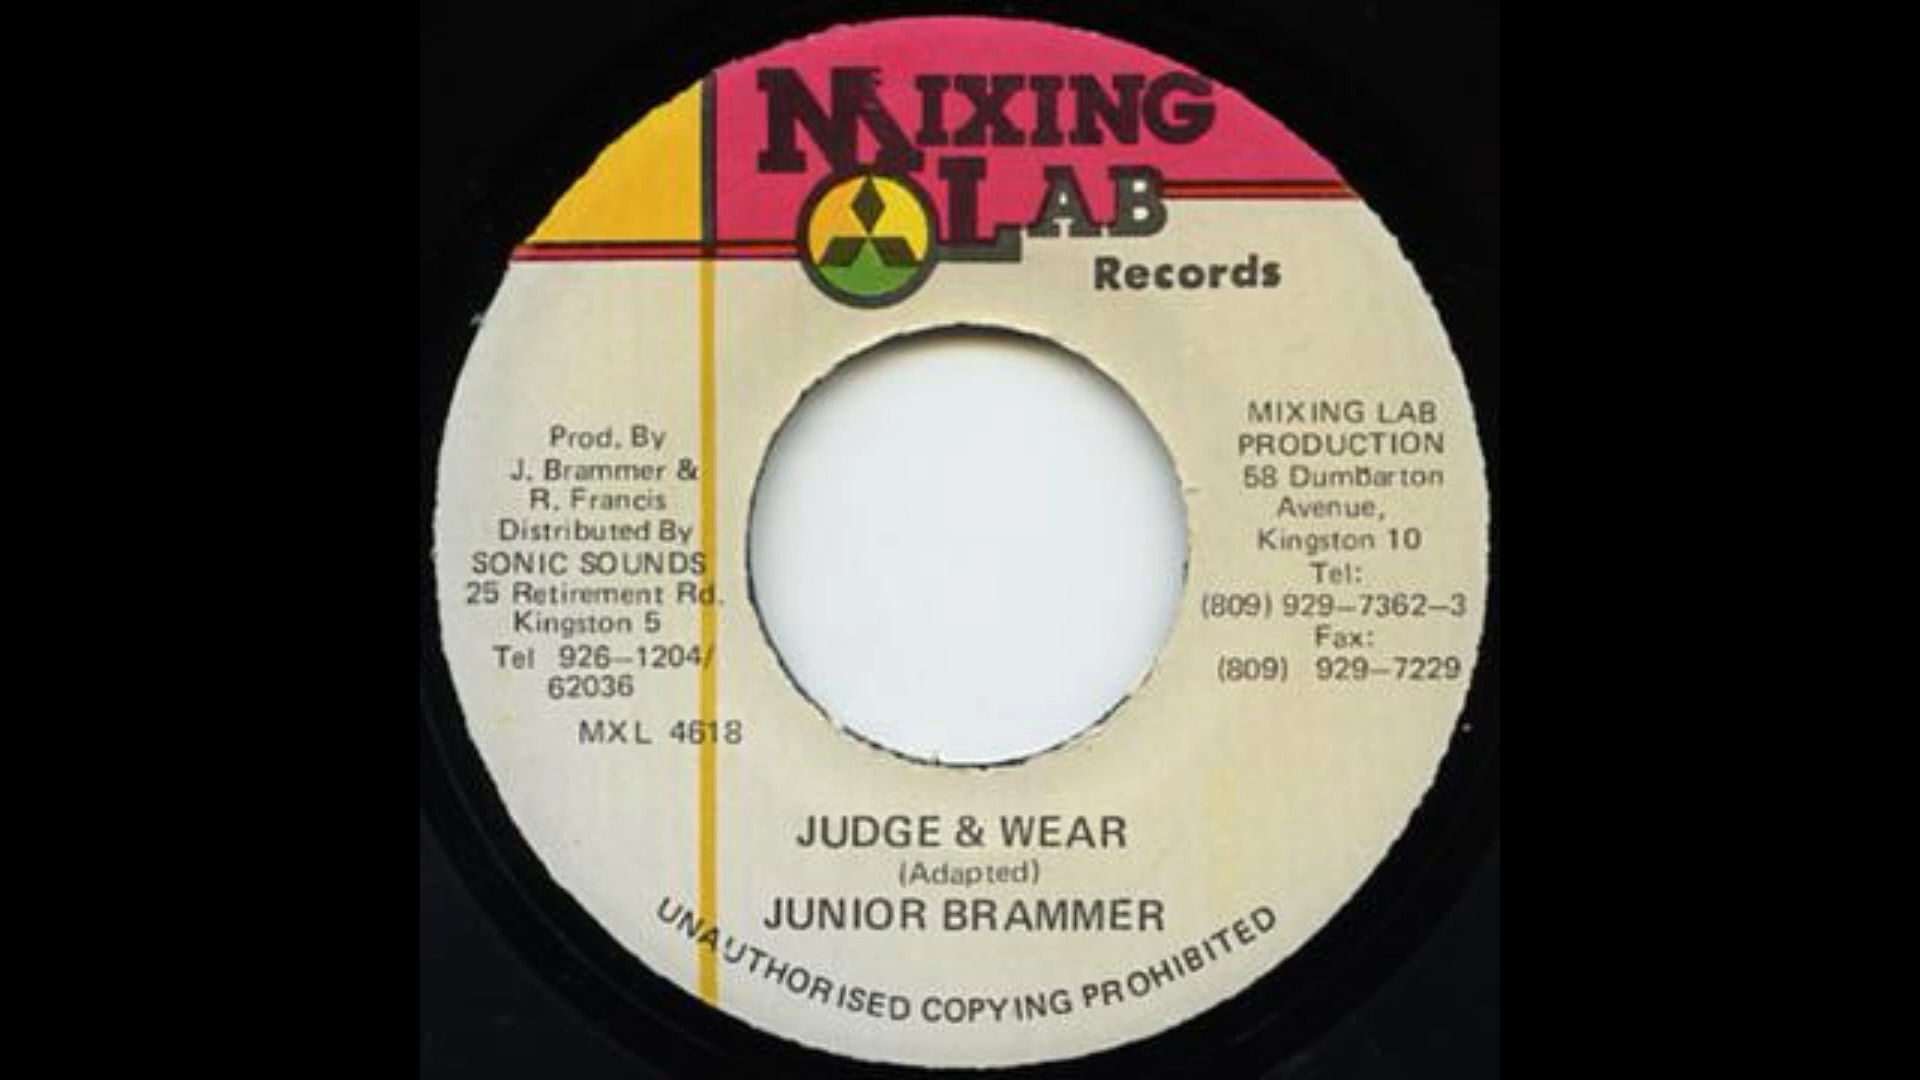 MIXING
LAB
Records
Prod. By
J. Brammer &
R. Francis
Distributed By
SONIC SOUNDS
25 Retirement Rd.
Kingston 5
Tel 926-1204/
62036
MXL 4618
MIXING LAB
PRODUCTION
58 Dumbarton
Avenue,
Kingston 10
Tel:
(809) 929-7362-3
Fax:
(809) 929-7229
JUDGE & WEAR
(Adapted)
JUNIOR BRAMMER
UNAUTHORISED COPYING PROHIBITED